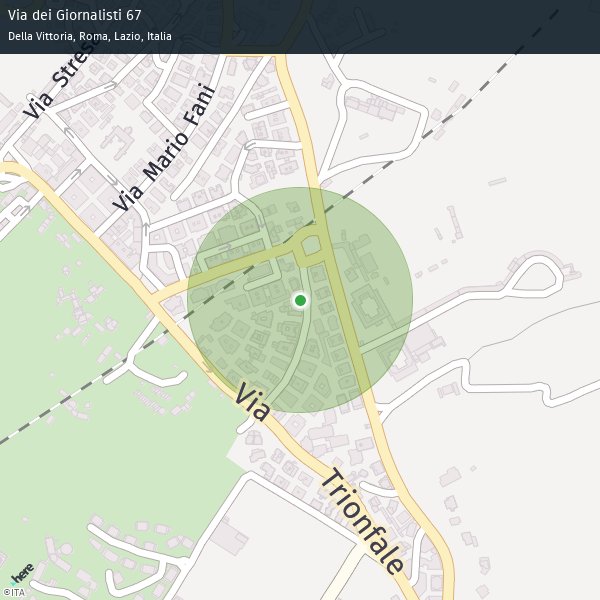 Via dei Giornalisti 67
Della Vittoria, Roma, Lazio, Italia
Via Stresa
Via Mario Fani
Via
Trionfale
here
©ITA